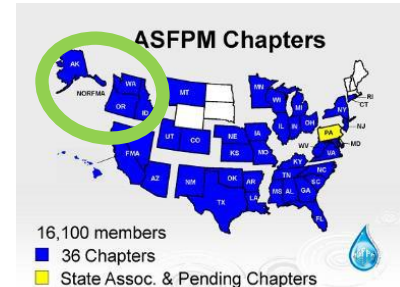 ASFPM Chapters
AK
WA
NORFMA
OR
ID
MT
MN
WI
MI
NY
RI
CT
NJ
PA
MD
WV
VA
OH
IN
IL
IA
NE
UT
CO
KS
MO
KY
FMA
AZ
NM
OK
AR
TN
NC
SC
MS
AL
GA
TX
LA
FL
16,100 members
36 Chapters
State Assoc. & Pending Chapters